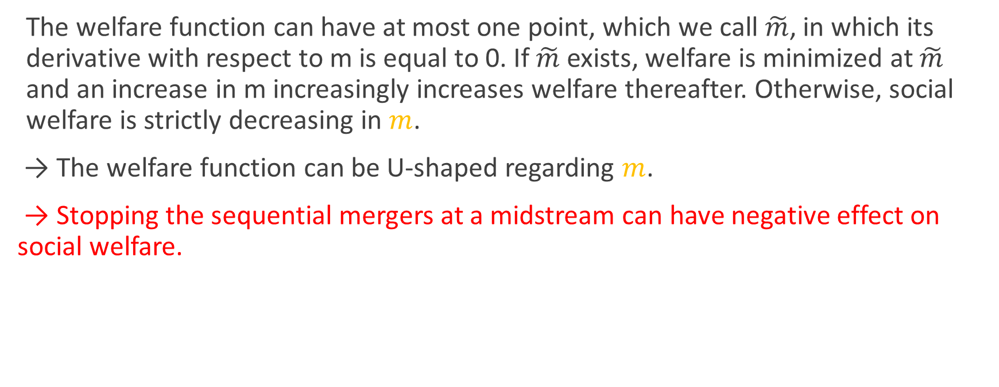 The welfare function can have at most one point, which we call m̃, in which its
derivative with respect to m is equal to 0. If m̃ exists, welfare is minimized at m̃
and an increase in m increasingly increases welfare thereafter. Otherwise, social
welfare is strictly decreasing in m.
→ The welfare function can be U-shaped regarding m.
→ Stopping the sequential mergers at a midstream can have negative effect on
social welfare.